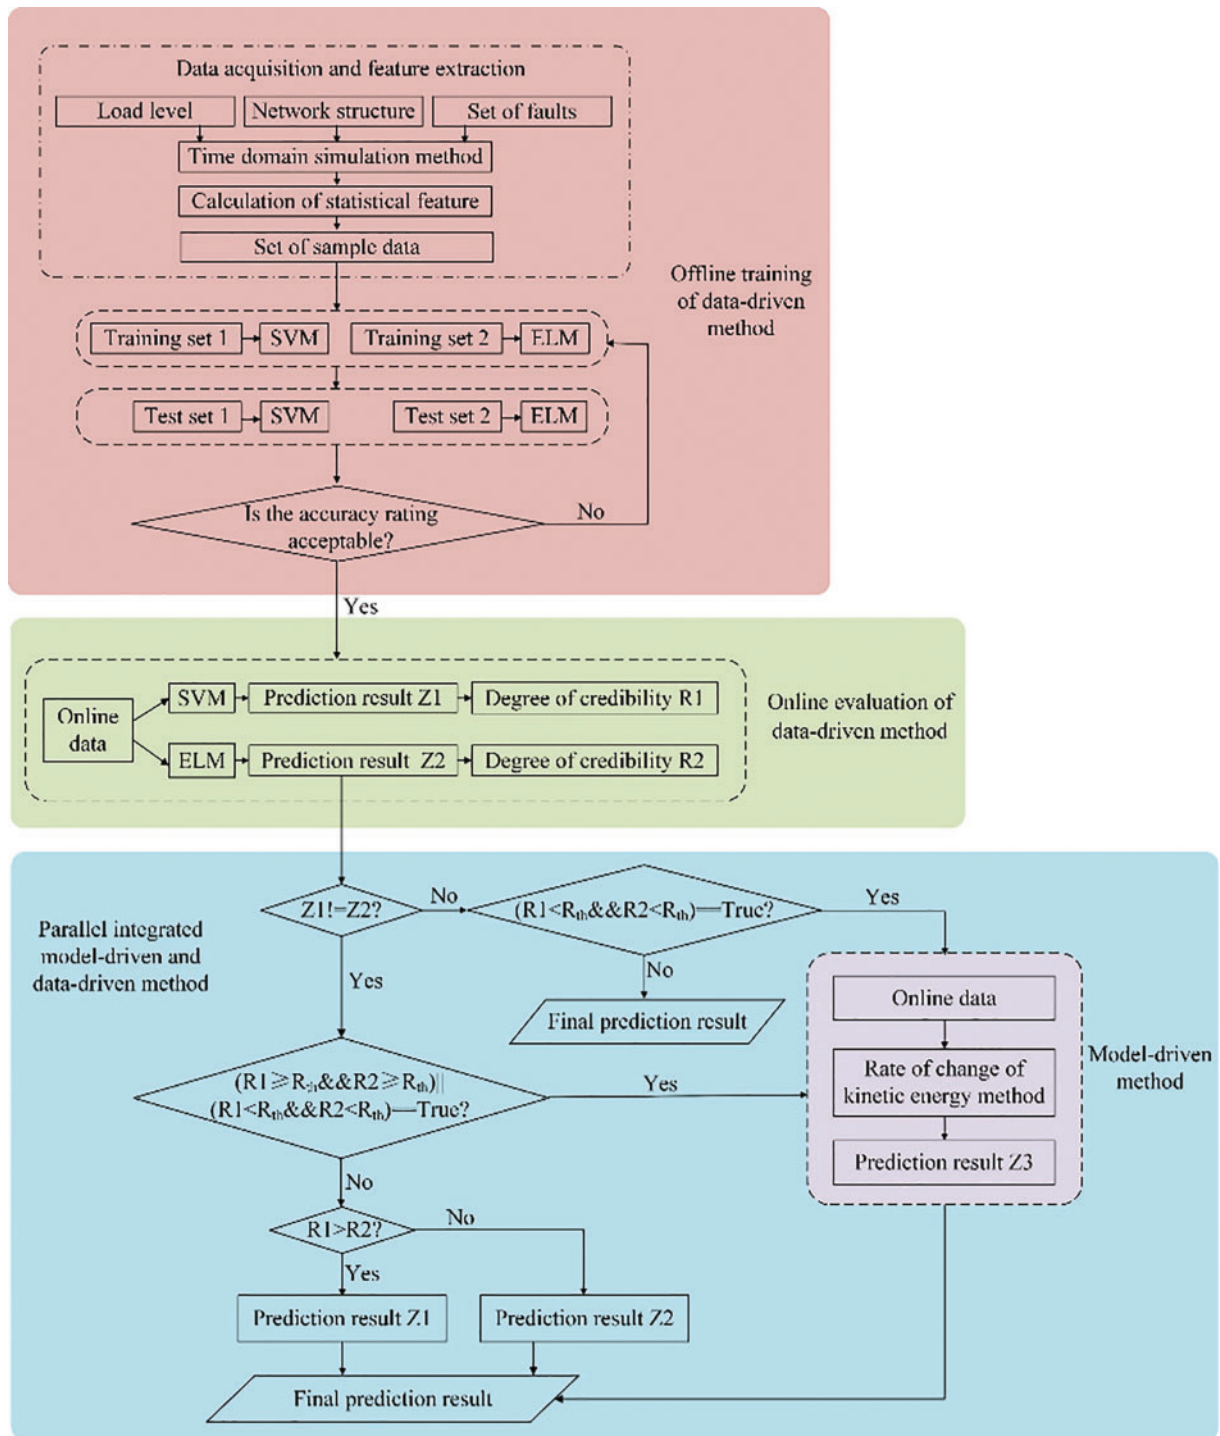 Data acquisition and feature extraction
Load level
Network structure
Set of faults
Time domain simulation method
Calculation of statistical feature
Set of sample data
Offline training
of data-driven
method
Training set 1
SVM
Training set 2
ELM
Test set 1
SVM
Test set 2
ELM
Is the accuracy rating
acceptable?
No
Yes
Online
data
SVM
Prediction result Z1
Degree of credibility R1
ELM
Prediction result Z2
Degree of credibility R2
Online evaluation of
data-driven method
Parallel integrated
model-driven and
data-driven method
Z1!=Z2?
No
(R1<Rth&&R2<Rth)==True?
Yes
Yes
No
Final prediction result
Online data
Rate of change of
kinetic energy method
Prediction result Z3
Model-driven
method
(R1≥Rth&&R2≥Rth)||
(R1<Rth&&R2<Rth)==True?
Yes
No
R1>R2?
No
Yes
Prediction result Z1
Prediction result Z2
Final prediction result